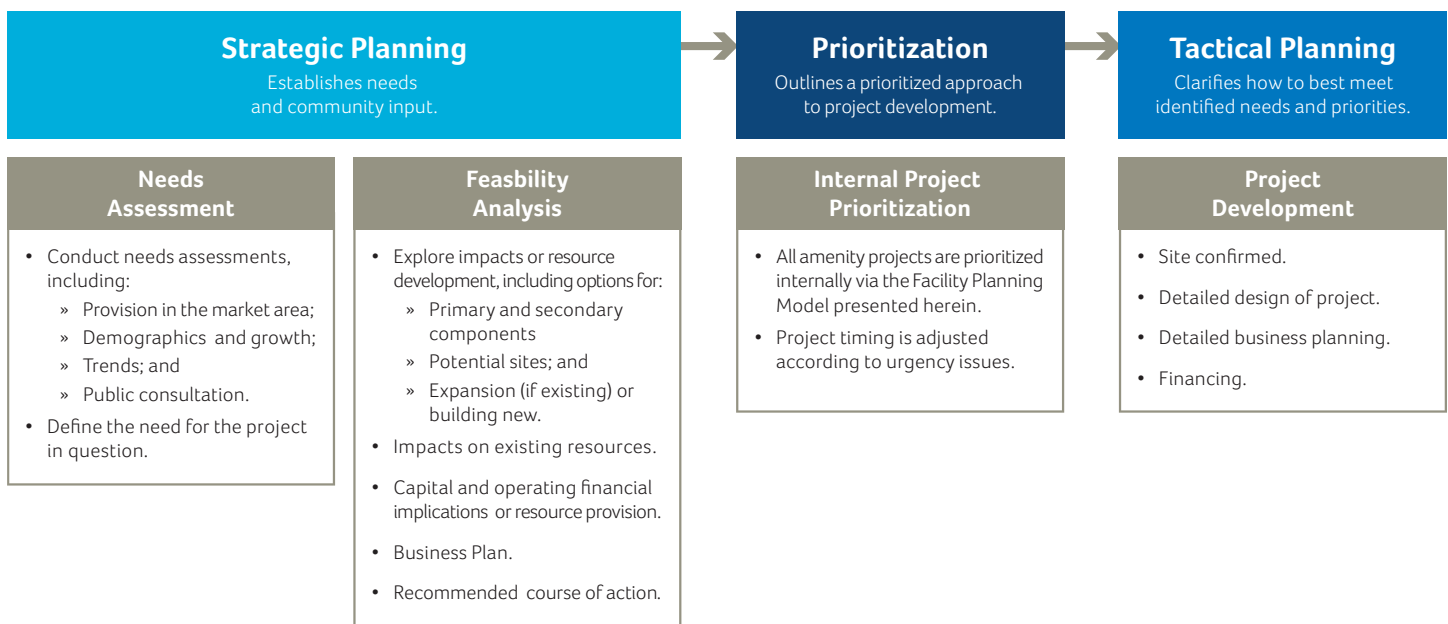 Strategic Planning
Establishes needs
and community input.
Prioritization
Outlines a prioritized approach
to project development.
Tactical Planning
Clarifies how to best meet
identified needs and priorities.
Needs
Assessment
• Conduct needs assessments,
including:
» Provision in the market area;
» Demographics and growth;
» Trends; and
» Public consultation.
• Define the need for the project
in question.
Feasbility
Analysis
• Explore impacts or resource
development, including options for:
» Primary and secondary
components
» Potential sites; and
» Expansion (if existing) or
building new.
• Impacts on existing resources.
• Capital and operating financial
implications or resource provision.
• Business Plan.
• Recommended course of action.
Internal Project
Prioritization
• All amenity projects are prioritized
internally via the Facility Planning
Model presented herein.
• Project timing is adjusted
according to urgency issues.
Project
Development
• Site confirmed.
• Detailed design of project.
• Detailed business planning.
• Financing.